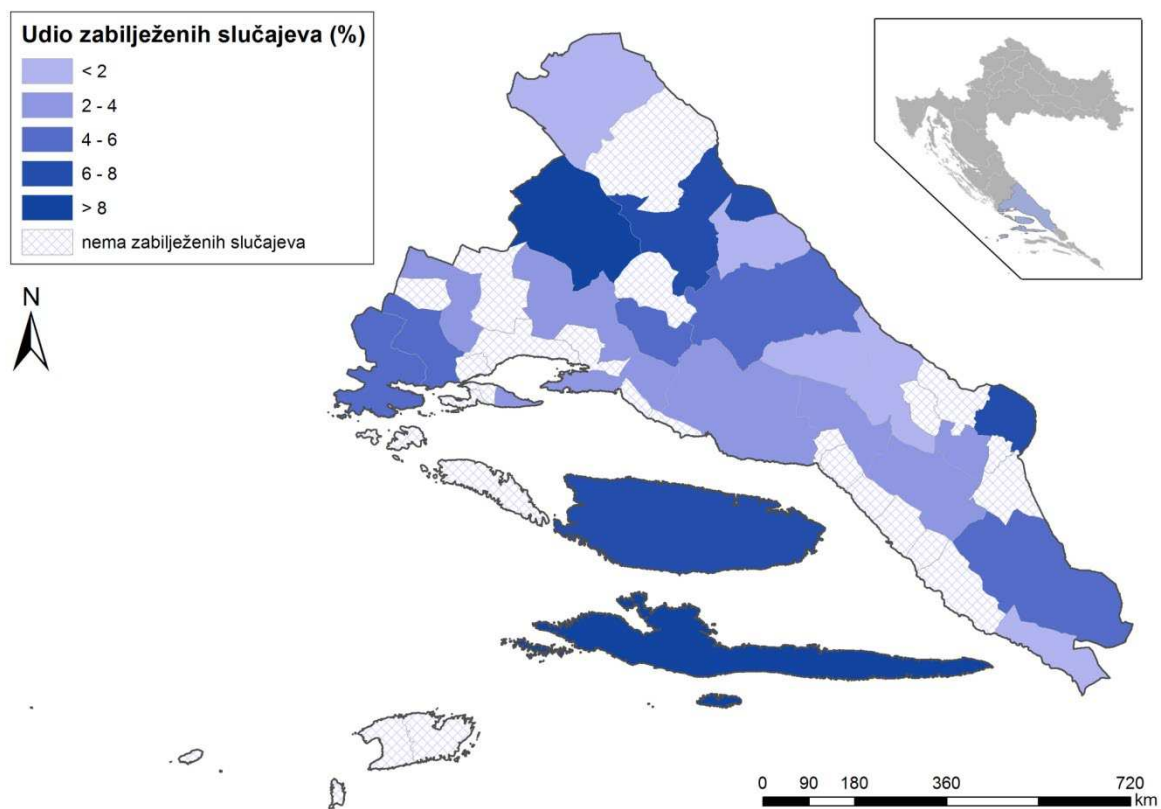 Udio zabilježenih slučajeva (%)
< 2
2 - 4
4 - 6
6 - 8
> 8
nema zabilježenih slučajeva
N
0 90 180 360 720
km